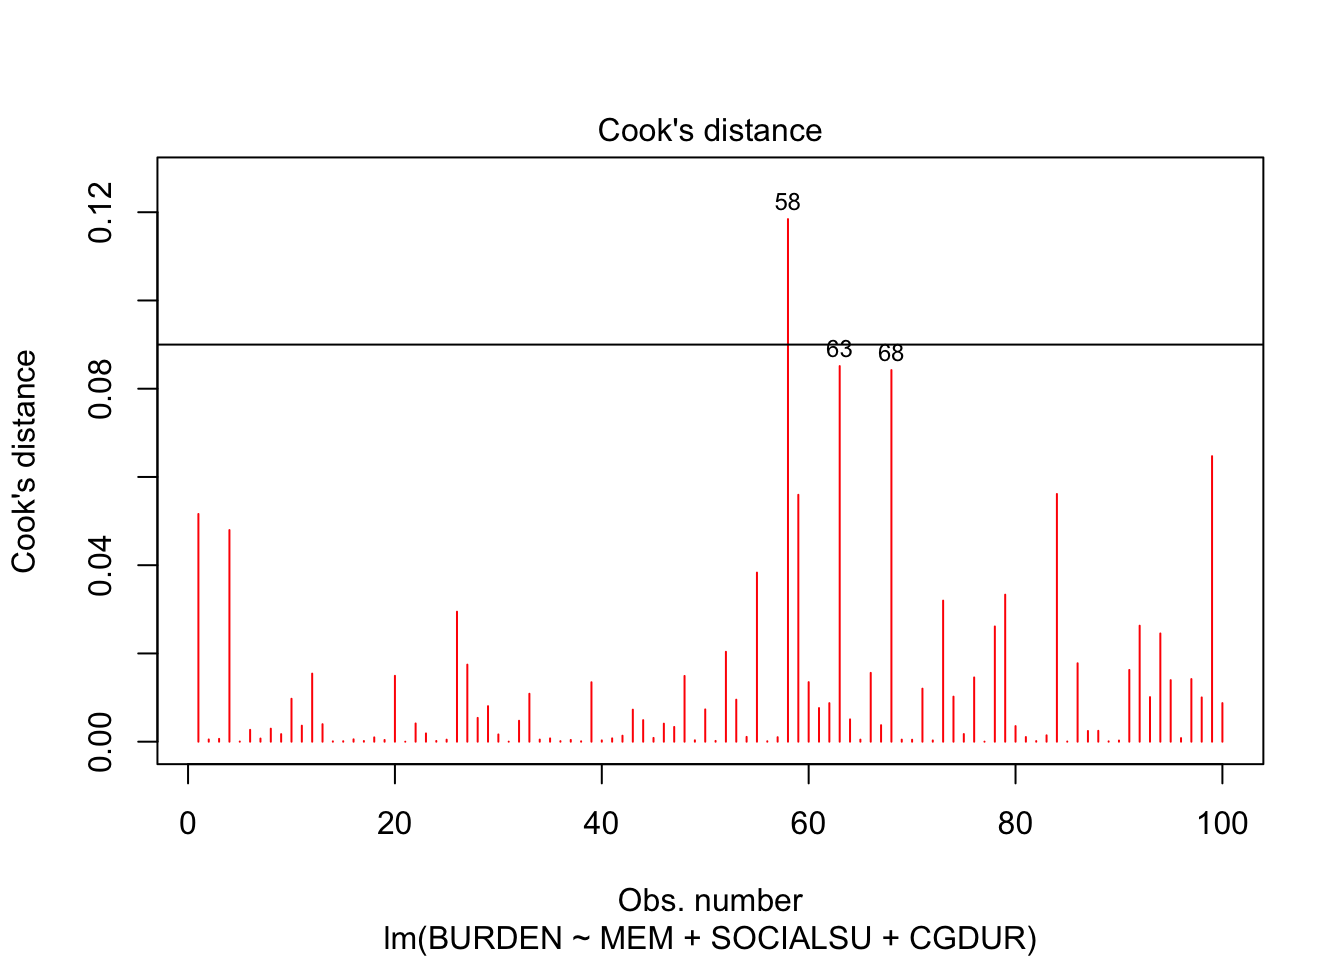 Cook's distance
Cook's distance
0.12
0.08
0.04
0.00
58
63
68
0 20 40 60 80 100
Obs. number
lm(BURDEN ~ MEM + SOCIALSU + CGDUR)